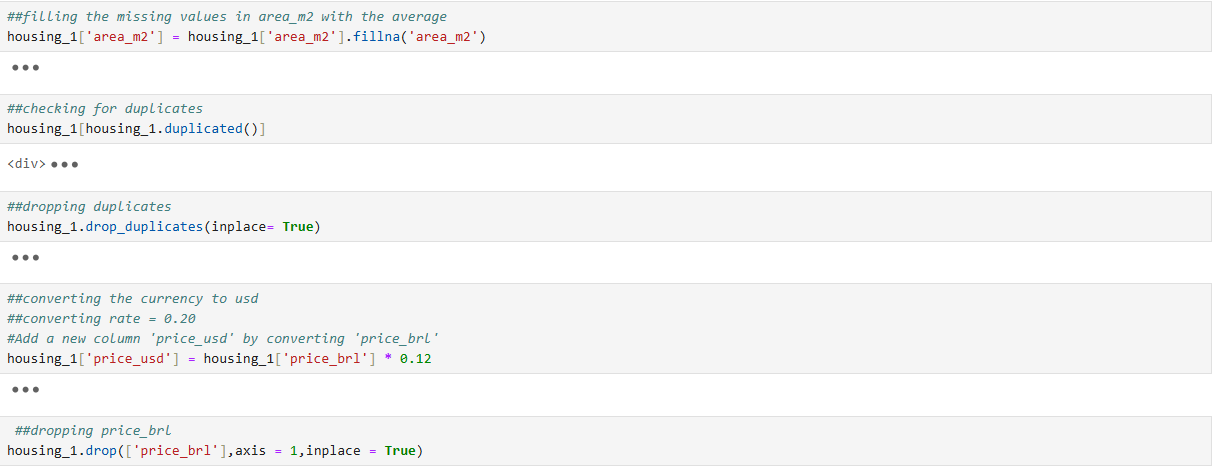 ##filling the missing values in area_m2 with the average
housing_1['area_m2'] = housing_1['area_m2'].fillna('area_m2')
•••
##checking for duplicates
housing_1[housing_1.duplicated()]
<div> •••
##dropping duplicates
housing_1.drop_duplicates(inplace= True)
•••
##converting the currency to usd
##converting rate = 0.20
#Add a new column 'price_usd' by converting 'price_brl'
housing_1['price_usd'] = housing_1['price_brl'] * 0.12
•••
##dropping price_brl
housing_1.drop(['price_brl'],axis = 1,inplace = True)